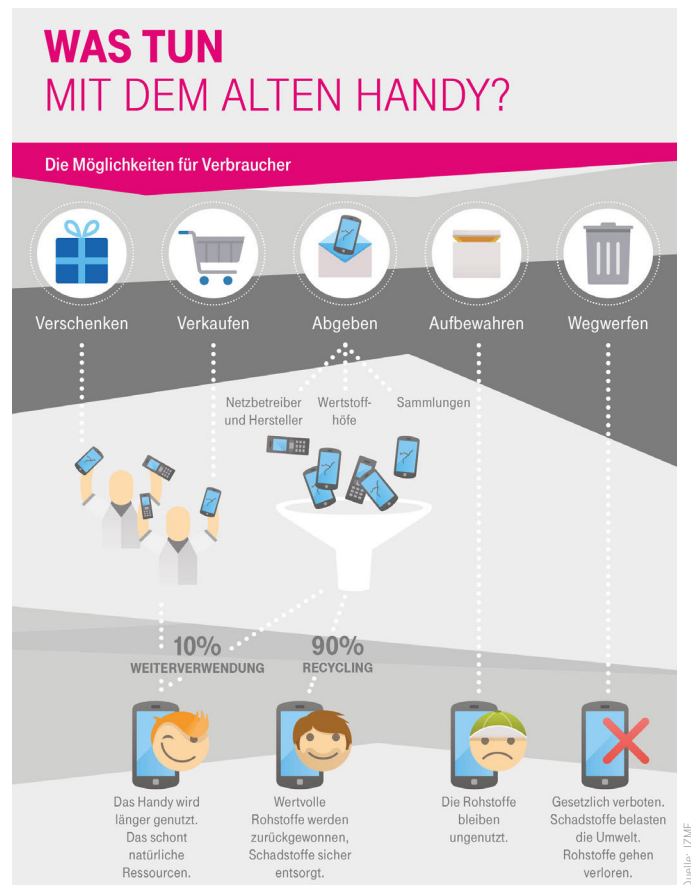 WAS TUN
MIT DEM ALTEN HANDY?
Die Möglichkeiten für Verbraucher
Verschenken
Verkaufen
Abgeben
Aufbewahren
Wegwerfen
Netzbetreiber
und Hersteller
Wertstoff-
höfe
Sammlungen
10%
WEITERVERWENDUNG
90%
RECYCLING
Das Handy wird
länger genutzt.
Das schont
natürliche
Ressourcen.
Wertvolle
Rohstoffe werden
zurückgewonnen,
Schadstoffe sicher
entsorgt.
Die Rohstoffe
bleiben
ungenutzt.
Gesetzlich verboten.
Schadstoffe belasten
die Umwelt.
Rohstoffe gehen
verloren.
Quelle: IZMF